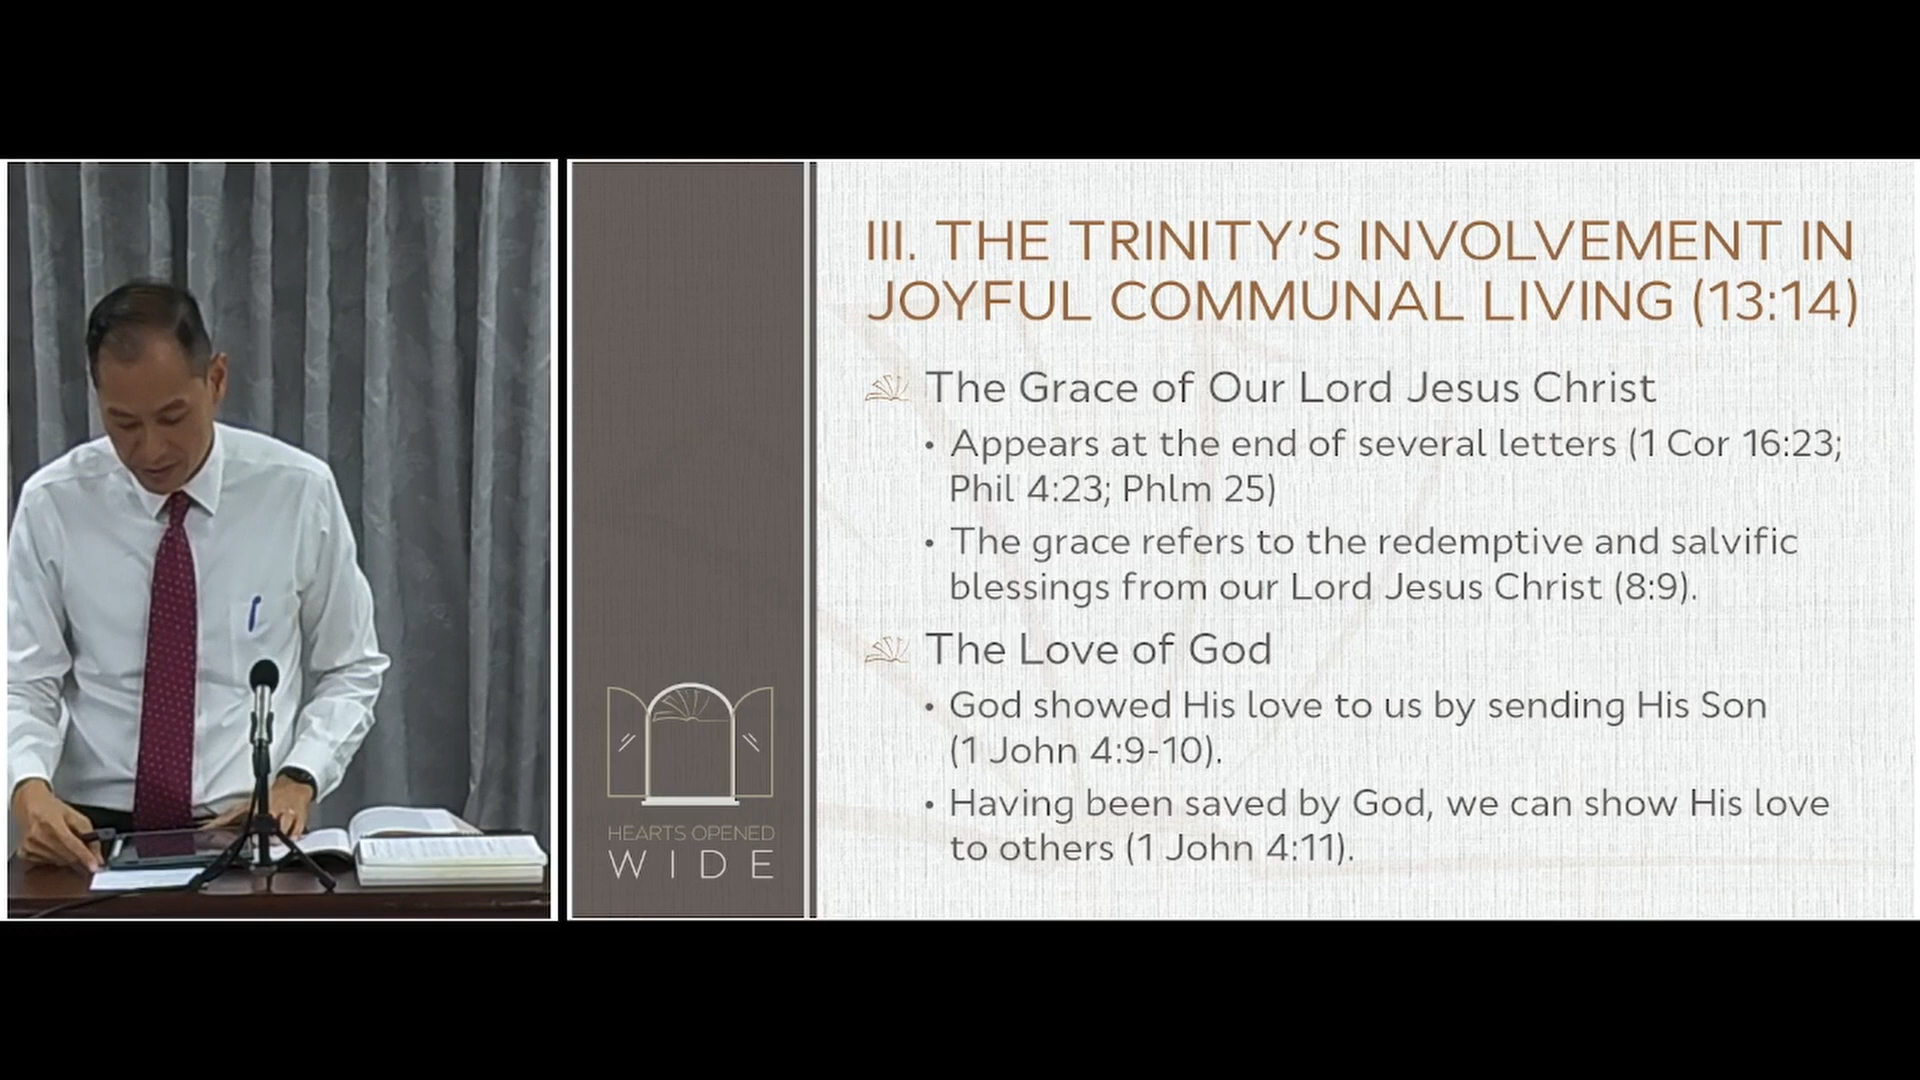 III. THE TRINITY’S INVOLVEMENT IN
JOYFUL COMMUNAL LIVING (13:14)
The Grace of Our Lord Jesus Christ
• Appears at the end of several letters (1 Cor 16:23;
Phil 4:23; Phlm 25)
• The grace refers to the redemptive and salvific
blessings from our Lord Jesus Christ (8:9).
The Love of God
• God showed His love to us by sending His Son
(1 John 4:9-10).
• Having been saved by God, we can show His love
to others (1 John 4:11).
HEARTS OPENED
WIDE